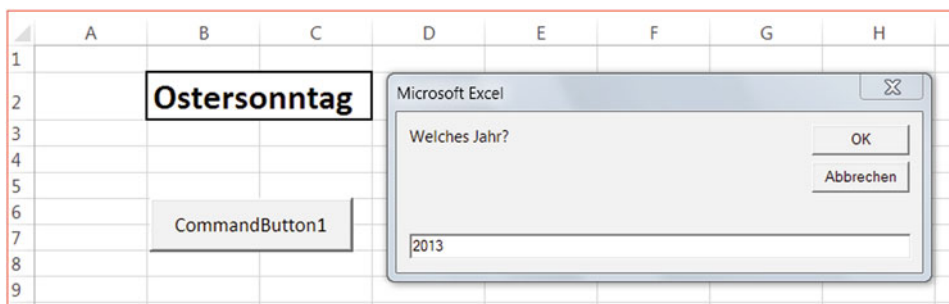 A B C D E F G H
1
2 Ostersonntag
Microsoft Excel
3
Welches Jahr?
OK
4
5
Abbrechen
6
7
CommandButton1
2013
8
9